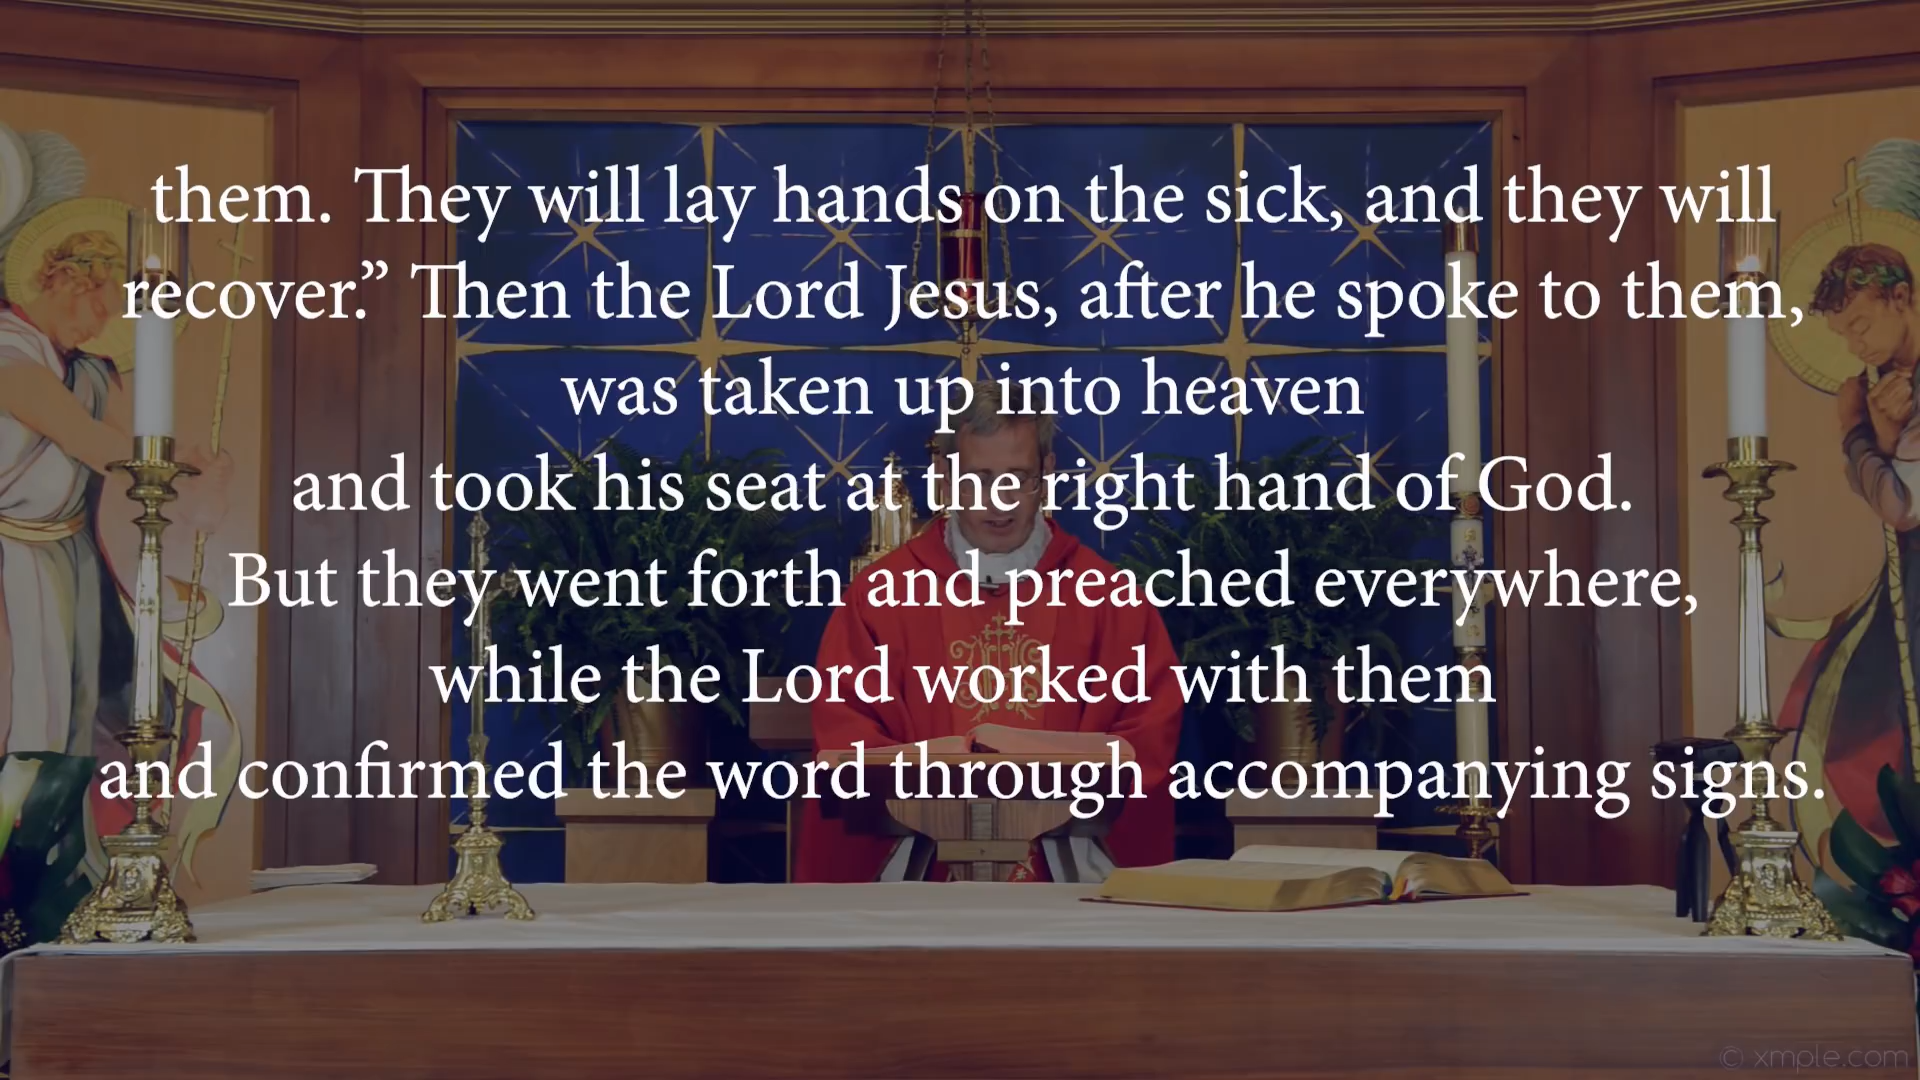 them. They will lay hands on the sick, and they will
recover.” Then the Lord Jesus, after he spoke to them,
was taken up into heaven
and took his seat at the right hand of God.
But they went forth and preached everywhere,
while the Lord worked with them
and confirmed the word through accompanying signs.
© xmple.com